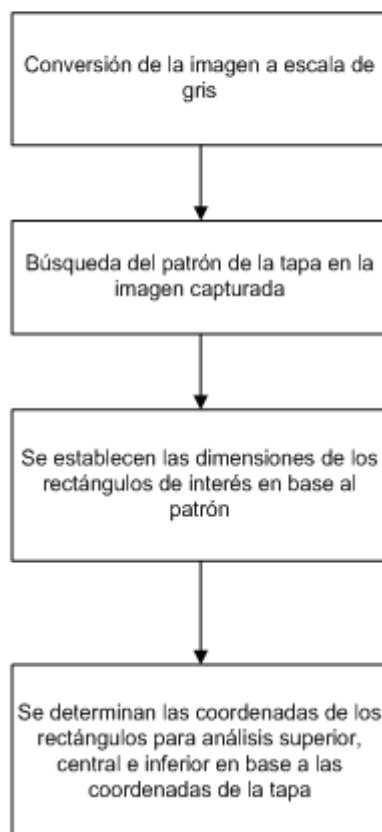 Conversión de la imagen a escala de
gris
Búsqueda del patrón de la tapa en la
imagen capturada
Se establecen las dimensiones de los
rectángulos de interés en base al
patrón
Se determinan las coordenadas de los
rectángulos para análisis superior,
central e inferior en base a las
coordenadas de la tapa